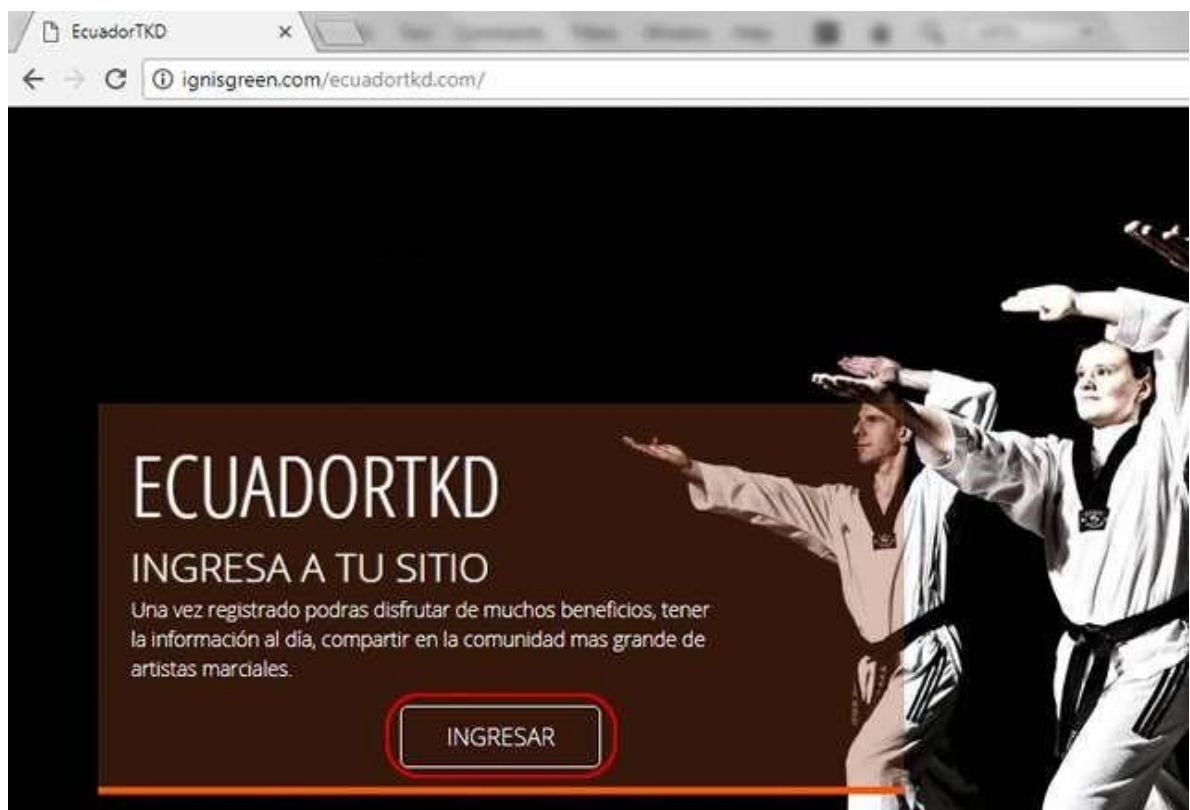 EcuadorTKD
ignisgreen.com/ecuadortkd.com/
ECUADORTKD
INGRESA A TU SITIO
Una vez registrado podras disfrutar de muchos beneficios, tener
la información al día, compartir en la comunidad mas grande de
artistas marciales.
INGRESAR